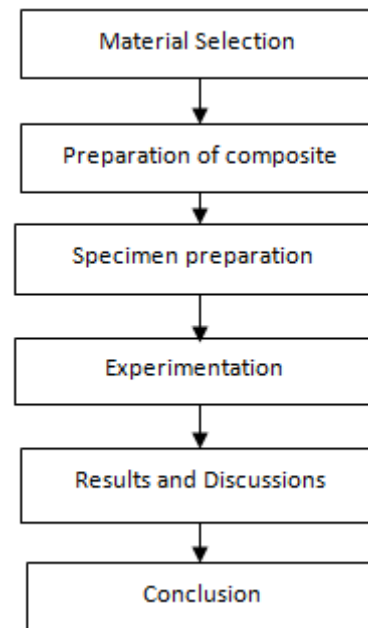 Material Selection
Preparation of composite
Specimen preparation
Experimentation
Results and Discussions
Conclusion